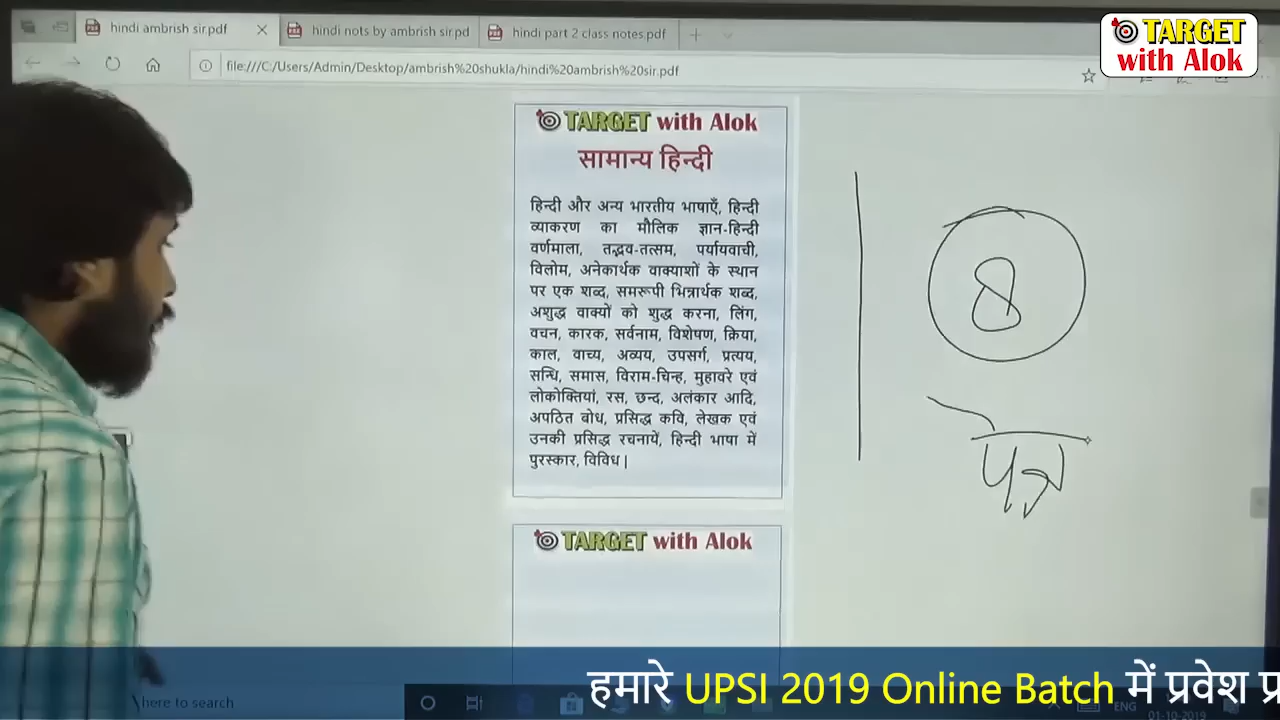 hindi ambrish sir.pdf
hindi nots by ambrish sir pd
hindi part 2 class notes.pdf
TARGET
with Alok
file:///C:/Users/Admin/Desktop/ambrish%20shukla/hindi%20ambrish%20sir.pdf
TARGET with Alok
सामान्य हिन्दी
हिन्दी और अन्य भारतीय भाषाएँ, हिन्दी
व्याकरण का मौलिक ज्ञान-हिन्दी
वर्णमाला, तद्भव-तत्सम, पर्यायवाची,
विलोम, अनेकार्थक वाक्याशों के स्थान
पर एक शब्द, समरूपी भिन्नार्थक शब्द,
अशुद्ध वाक्यों को शुद्ध करना, लिंग,
वचन, कारक, सर्वनाम, विशेषण, क्रिया,
काल, वाच्य, अव्यय, उपसर्ग, प्रत्यय,
सन्धि, समास, विराम-चिन्ह, मुहावरे एवं
लोकोक्तियां, रस, छन्द, अलंकार आदि,
अपठित बोध, प्रसिद्ध कवि, लेखक एवं
उनकी प्रसिद्ध रचनायें, हिन्दी भाषा में
पुरस्कार, विविध |
8
पत्र
TARGET with Alok
हमारे UPSI 2019 Online Batch में प्रवेश प्र
here to search
ENG
01-10-2019